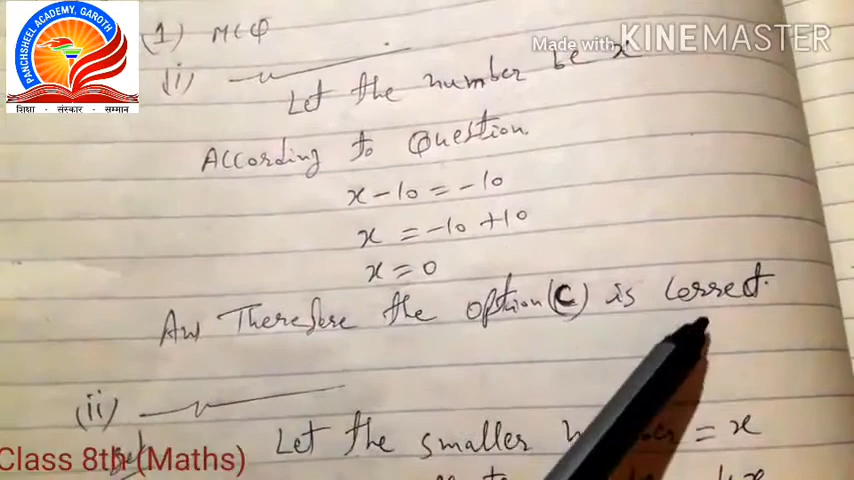 PANCHSHEEL ACADEMY, GAROTH
शिक्षा · संस्कार · सम्मान
Made with KINEMASTER
(1) MCQ
(i)
Let the number be x
According to Question
x - 10 = -10
x = -10 + 10
x = 0
Ans Therefore the option (C) is correct.
(ii)
Let the smaller = x
Class 8th (Maths)